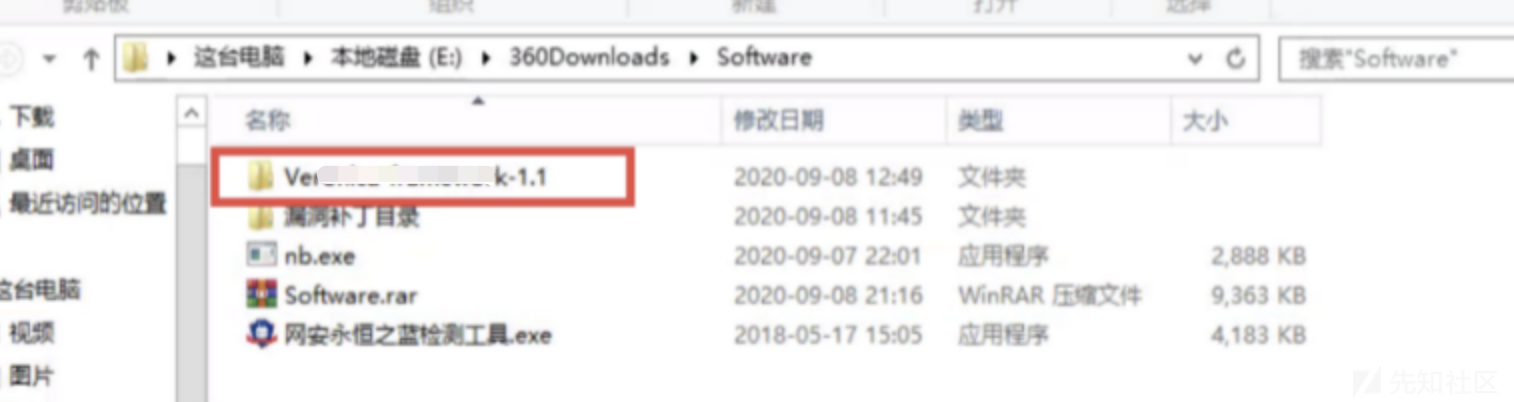 剪贴板 组织 新建 打开 选择
这台电脑 本地磁盘 (E:) 360Downloads Software 搜索"Software"
下载
桌面
最近访问的位置
这台电脑
视频
图片
名称 修改日期 类型 大小
k-1.1 2020-09-08 12:49 文件夹
漏洞补丁目录 2020-09-08 11:45 文件夹
nb.exe 2020-09-07 22:01 应用程序 2,888 KB
Software.rar 2020-09-08 21:16 WinRAR 压缩文件 9,363 KB
网安永恒之蓝检测工具.exe 2018-05-17 15:05 应用程序 4,183 KB
先知社区